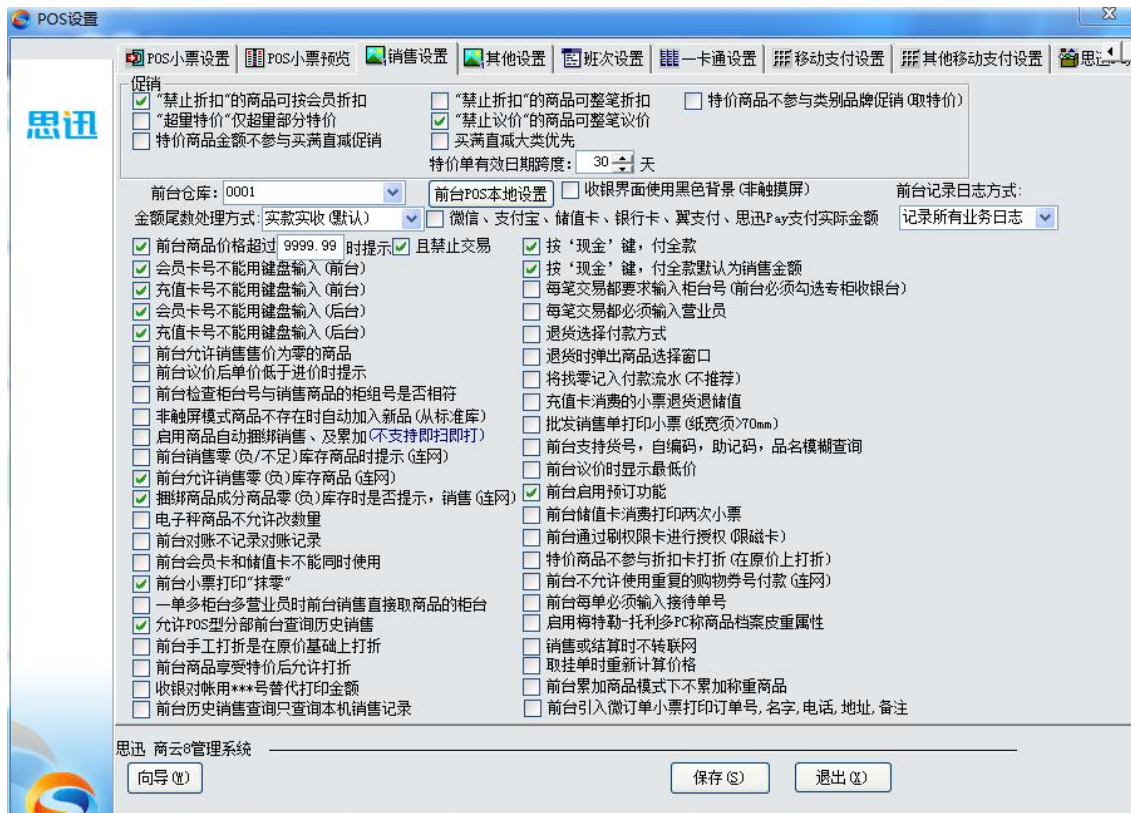 POS设置
POS小票设置 POS小票预览 销售设置 其他设置 班次设置 一卡通设置 移动支付设置 其他移动支付设置
思迅
促销
"禁止折扣"的商品可按会员折扣 "禁止折扣"的商品可整笔折扣 特价商品不参与类别品牌促销(取特价)
"超量特价"仅超量部分特价 "禁止议价"的商品可整笔议价
特价商品金额不参与买满直减促销 买满直减大类优先
特价单有效日期跨度: 30 天
前台仓库: 0001 前台POS本地设置 收银界面使用黑色背景(非触摸屏) 前台记录日志方式:
金额尾数处理方式: 实款实收(默认) 微信、支付宝、储值卡、银行卡、翼支付、思迅Pay支付实际金额 记录所有业务日志
前台商品价格超过 9999.99 时提示 且禁止交易
会员卡号不能用键盘输入(前台)
充值卡号不能用键盘输入(前台)
会员卡号不能用键盘输入(后台)
充值卡号不能用键盘输入(后台)
前台允许销售售价为零的商品
前台议价后单价低于进价时提示
前台检查柜台号与销售商品的柜组号是否相符
非触屏模式商品不存在时自动加入新品(从标准库)
启用商品自动捆绑销售、及累加(不支持即扫即打)
前台销售零(负/不足)库存商品时提示(连网)
前台允许销售零(负)库存商品(连网)
捆绑商品成分商品零(负)库存时是否提示，销售(连网)
电子秤商品不允许改数量
前台对账不记录对账记录
前台会员卡和储值卡不能同时使用
前台小票打印"抹零"
一单多柜台多营业员时前台销售直接取商品的柜台
允许POS型分部前台查询历史销售
前台手工打折是在原价基础上打折
前台商品享受特价后允许打折
收银对帐用***号替代打印金额
前台历史销售查询只查询本机销售记录
按‘现金’键，付全款
按‘现金’键，付全款默认为销售金额
每笔交易都要求输入柜台号(前台必须勾选专柜收银台)
每笔交易都必须输入营业员
退货选择付款方式
退货时弹出商品选择窗口
将找零记入付款流水(不推荐)
充值卡消费的小票退货退储值
批发销售单打印小票(纸宽须>70mm)
前台支持货号，自编码，助记码，品名模糊查询
前台议价时显示最低价
前台启用预订功能
前台储值卡消费打印两次小票
前台通过刷权限卡进行授权(限磁卡)
特价商品不参与折扣卡打折(在原价上打折)
前台不允许使用重复的购物券号付款(连网)
前台每单必须输入接待单号
启用梅特勒-托利多PC称商品档案皮重属性
销售或结算时不转联网
取挂单时重新计算价格
前台累加商品模式下不累加称重商品
前台引入微订单小票打印订单号,名字,电话,地址,备注
思迅 商云8管理系统
向导(W) 保存(S) 退出(X)